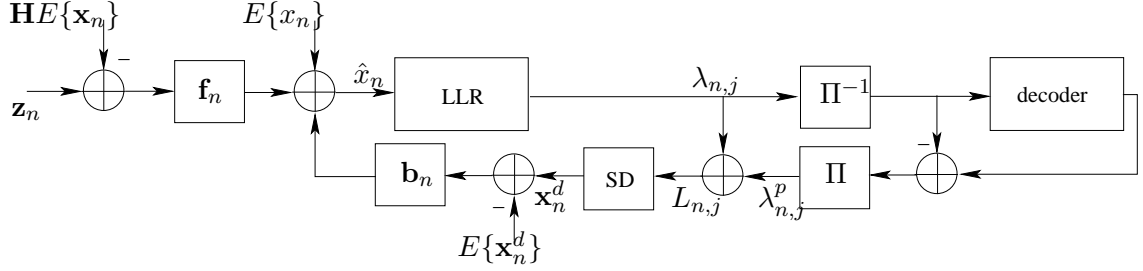 HE{x_n}
E{x_n}
−
z_n
f_n
x̂_n
LLR
λ_{n,j}
Π^{−1}
decoder
−
b_n
−
x_n^d
SD
L_{n,j}
λ_{n,j}^p
Π
E{x_n^d}